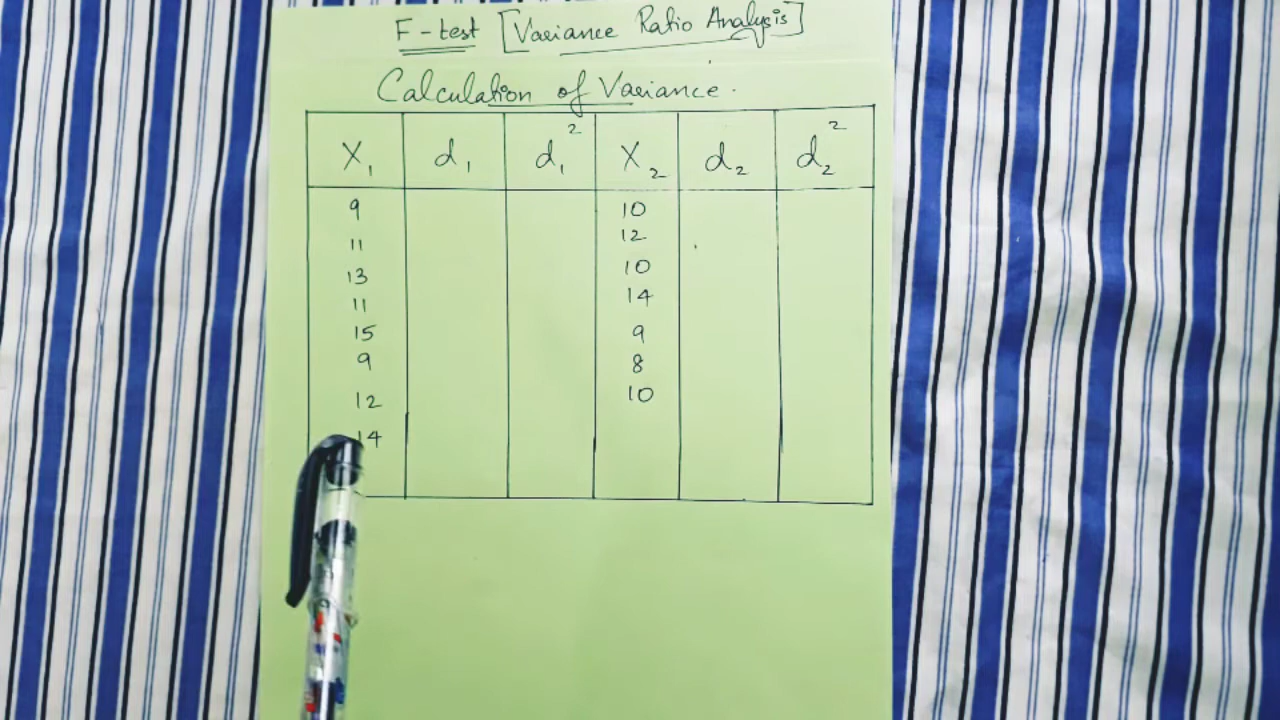 F-test [Variance Ratio Analysis]
Calculation of Variance.
X₁ d₁ d₁² X₂ d₂ d₂²
9 10
11 12
13 10
11 14
15 9
9 8
12 10
14